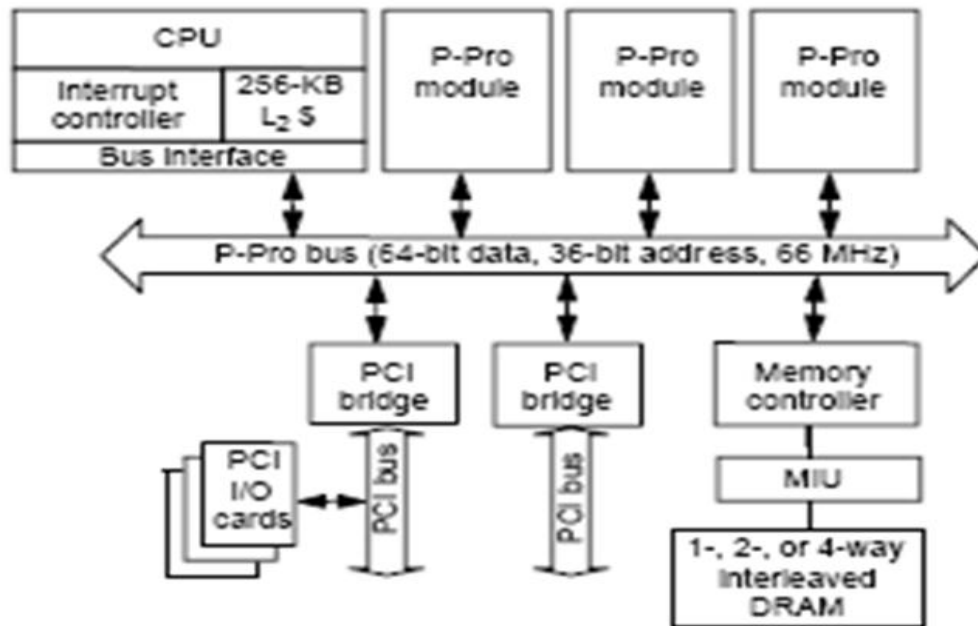 CPU
Interrupt
controller
256-KB
L2 $
Bus Interface
P-Pro
module
P-Pro
module
P-Pro
module
P-Pro bus (64-bit data, 36-bit address, 66 MHz)
PCI
bridge
PCI
bridge
Memory
controller
PCI bus
PCI bus
PCI
I/O
cards
MIU
1-, 2-, or 4-way
Interleaved
DRAM